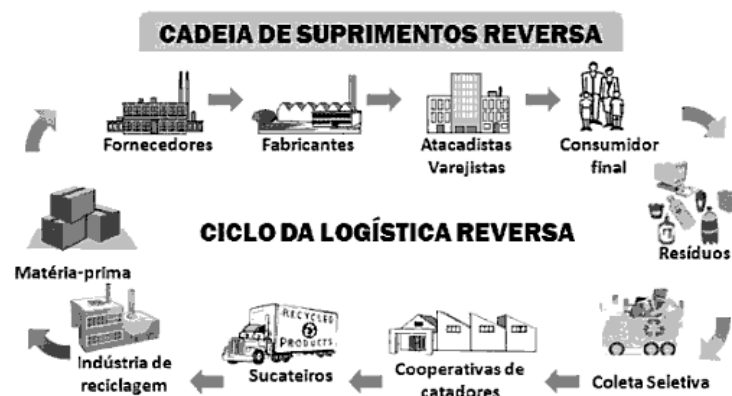 CADEIA DE SUPRIMENTOS REVERSA
Fornecedores
Fabricantes
Atacadistas
Varejistas
Consumidor
final
Resíduos
CICLO DA LOGÍSTICA REVERSA
Matéria-prima
Indústria de
reciclagem
RECYCLED
PRODUCTS
Sucateiros
Cooperativas de
catadores
Coleta Seletiva